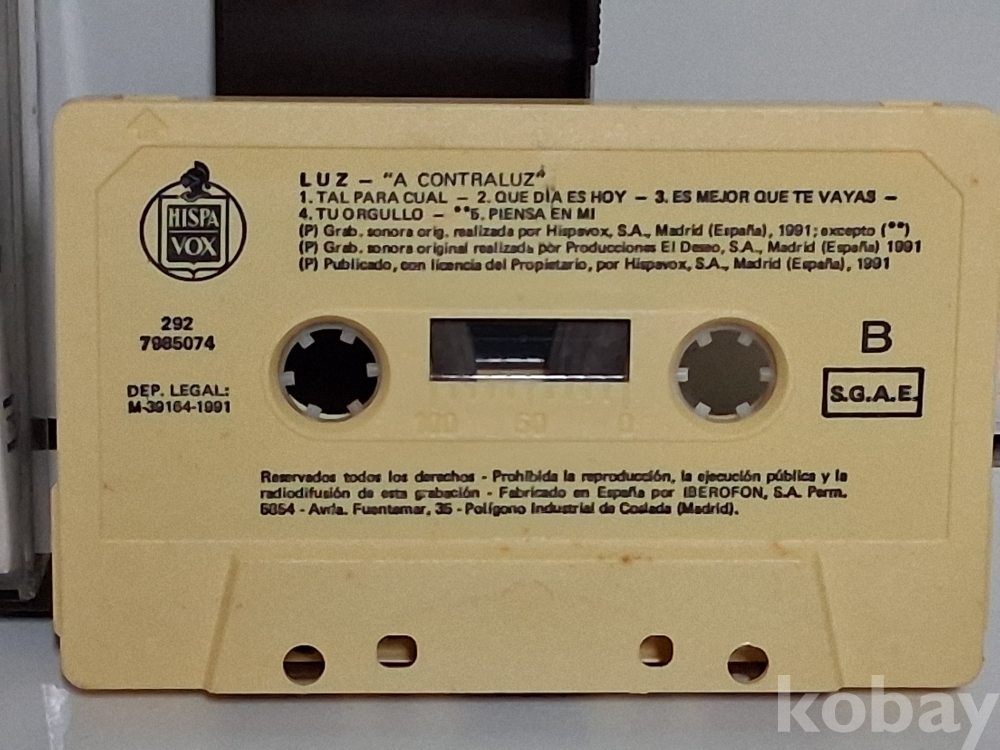 HISPA
VOX
LUZ – "A CONTRALUZ"
1. TAL PARA CUAL – 2. QUE DÍA ES HOY – 3. ES MEJOR QUE TE VAYAS –
4. TU ORGULLO – **5. PIENSA EN MI
(P) Grab. sonora orig. realizada por Hispavox, S.A., Madrid (España), 1991; excepto (**)
(P) Grab. sonora original realizada por Producciones El Deseo, S.A., Madrid (España) 1991
(P) Publicado, con licencia del Propietario, por Hispavox, S.A., Madrid (España), 1991
292
7985074
DEP. LEGAL:
M-39164-1991
B
S.G.A.E.
100 50 0
Reservados todos los derechos - Prohibida la reproducción, la ejecución pública y la
radiodifusión de esta grabación - Fabricado en España por IBEROFON, S.A. Perm.
6854 - Avda. Fuentemar, 35 - Polígono Industrial de Coslada (Madrid).
kobay